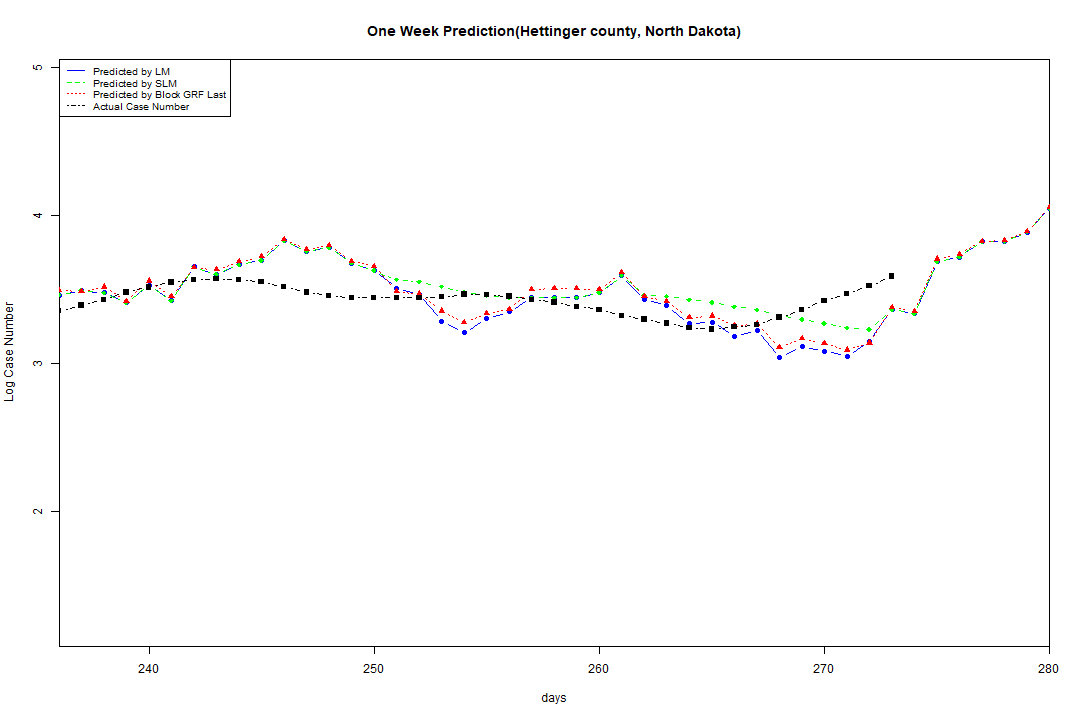 One Week Prediction(Hettinger county, North Dakota)
Predicted by LM
Predicted by SLM
Predicted by Block GRF Last
Actual Case Number
5
4
3
2
Log Case Number
240 250 260 270 280
days